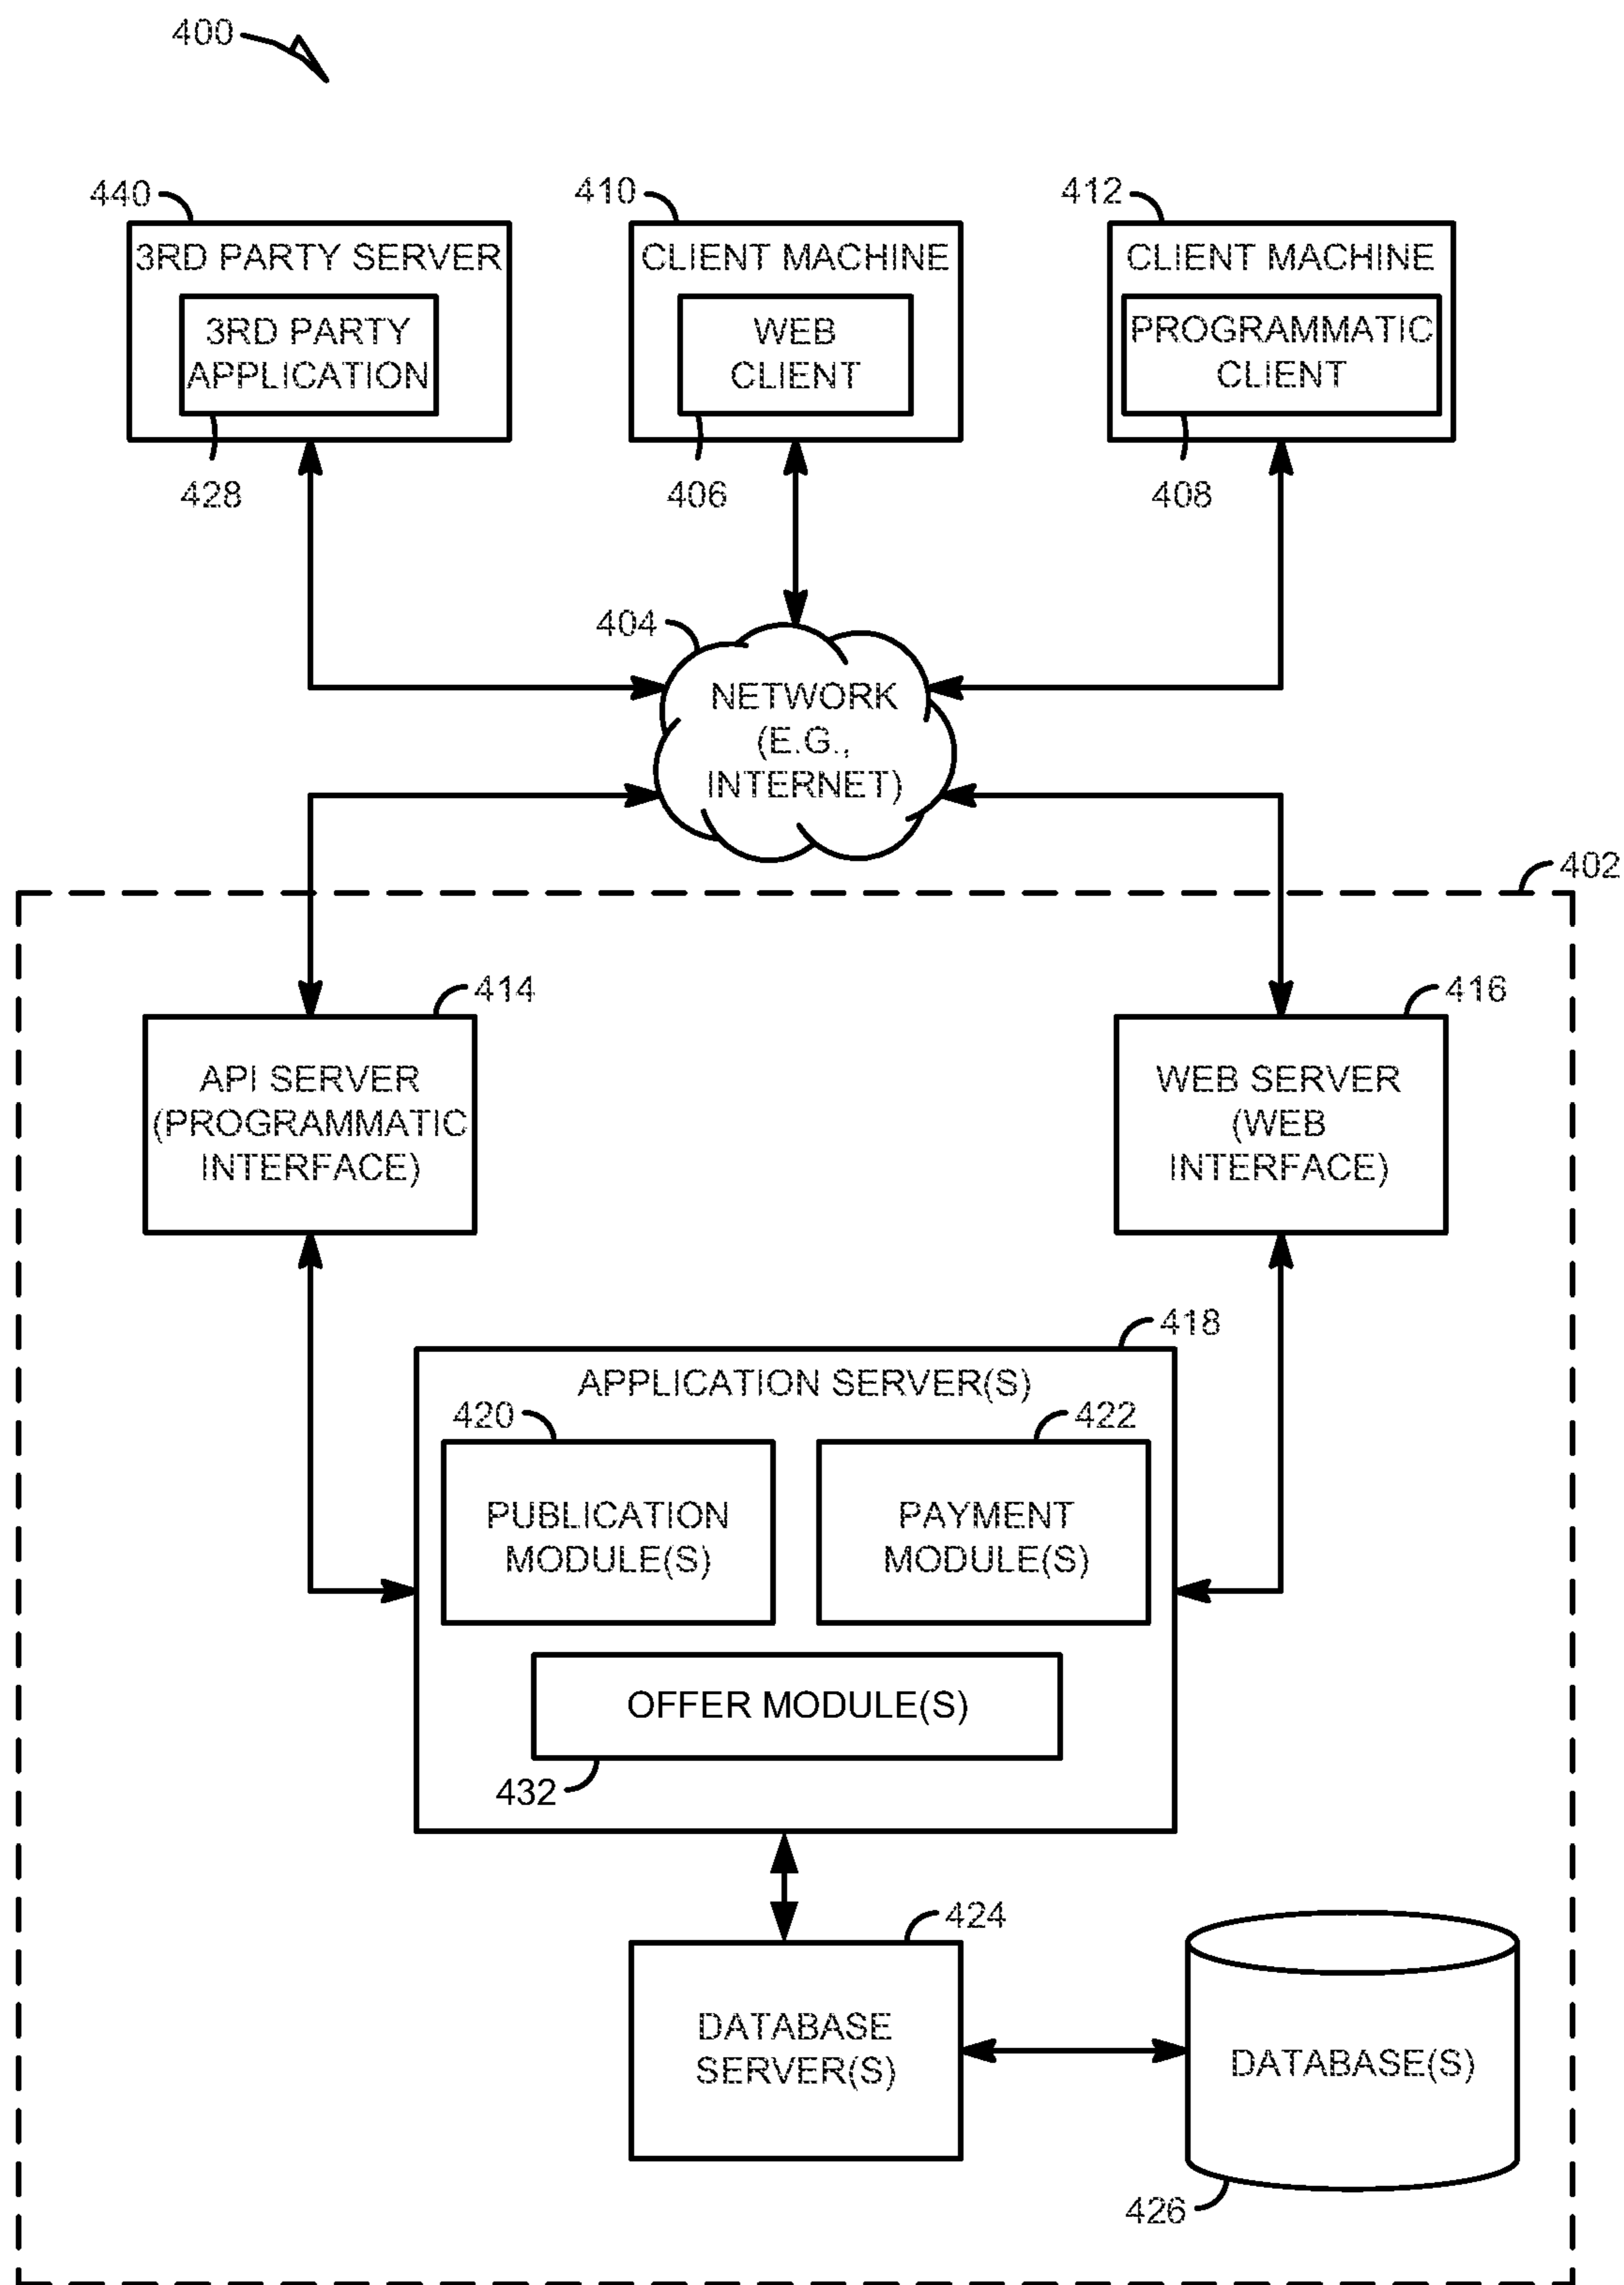 400
440
410
412
3RD PARTY SERVER
CLIENT MACHINE
CLIENT MACHINE
3RD PARTY
APPLICATION
WEB
CLIENT
PROGRAMMATIC
CLIENT
428
406
408
404
NETWORK
(E.G.,
INTERNET)
402
414
416
API SERVER
(PROGRAMMATIC
INTERFACE)
WEB SERVER
(WEB
INTERFACE)
418
APPLICATION SERVER(S)
420
422
PUBLICATION
MODULE(S)
PAYMENT
MODULE(S)
OFFER MODULE(S)
432
424
DATABASE
SERVER(S)
DATABASE(S)
426